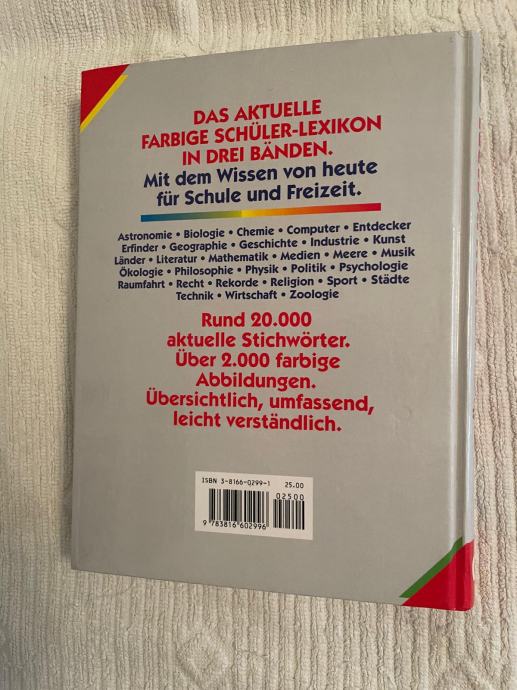 DAS AKTUELLE
FARBIGE SCHÜLER-LEXIKON
IN DREI BÄNDEN.
Mit dem Wissen von heute
für Schule und Freizeit.
Astronomie • Biologie • Chemie • Computer • Entdecker
Erfinder • Geographie • Geschichte • Industrie • Kunst
Länder • Literatur • Mathematik • Medien • Meere • Musik
Ökologie • Philosophie • Physik • Politik • Psychologie
Raumfahrt • Recht • Rekorde • Religion • Sport • Städte
Technik • Wirtschaft • Zoologie
Rund 20.000
aktuelle Stichwörter.
Über 2.000 farbige
Abbildungen.
Übersichtlich, umfassend,
leicht verständlich.
ISBN 3-8166-0299-1 25.00
02500
9 783816 602996